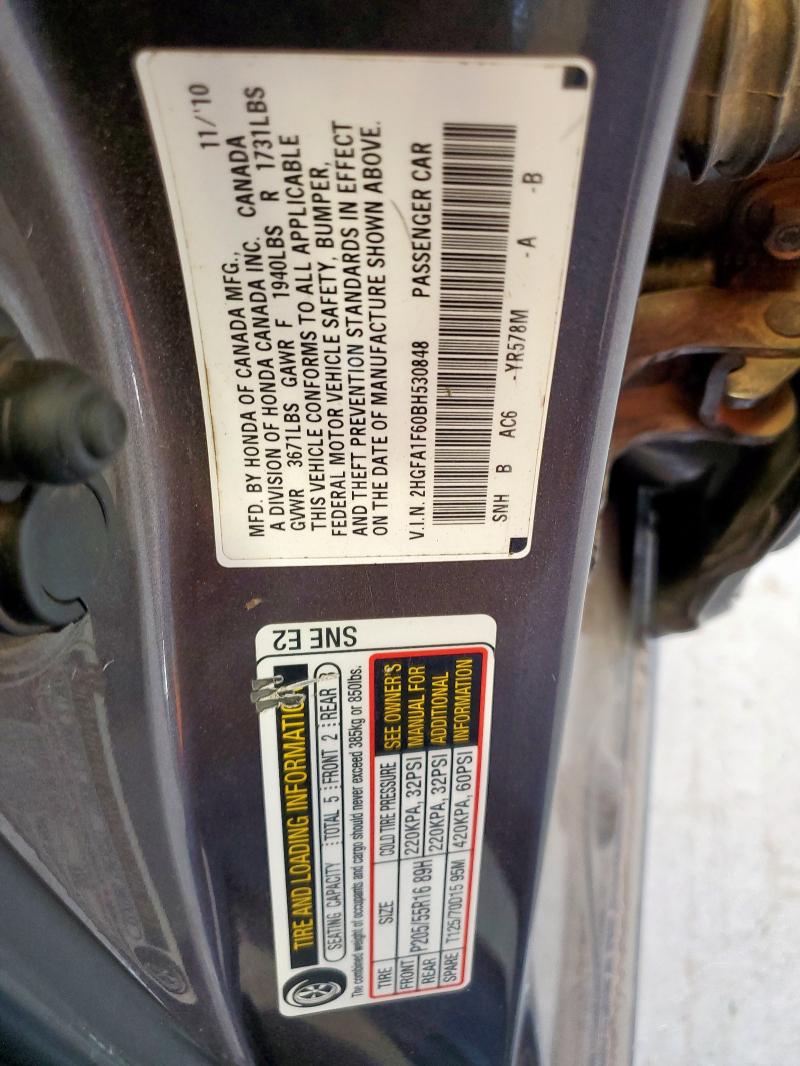 MFD. BY HONDA OF CANADA MFG., 11/'10
A DIVISION OF HONDA CANADA INC. CANADA
GVWR 3671LBS GAWR F 1940LBS R 1731LBS
THIS VEHICLE CONFORMS TO ALL APPLICABLE
FEDERAL MOTOR VEHICLE SAFETY, BUMPER,
AND THEFT PREVENTION STANDARDS IN EFFECT
ON THE DATE OF MANUFACTURE SHOWN ABOVE.
V.I.N. 2HGFA1F60BH530848 PASSENGER CAR
SNH B AC6 -YR578M -A -B
SNE E2
TIRE AND LOADING INFORMATION
SEATING CAPACITY TOTAL 5 FRONT 2 REAR 3
The combined weight of occupants and cargo should never exceed 385kg or 850lbs.
TIRE SIZE COLD TIRE PRESSURE SEE OWNER'S
FRONT P205/55R16 89H 220KPA, 32PSI MANUAL FOR
REAR 220KPA, 32PSI ADDITIONAL
SPARE T125/70D15 95M 420KPA, 60PSI INFORMATION